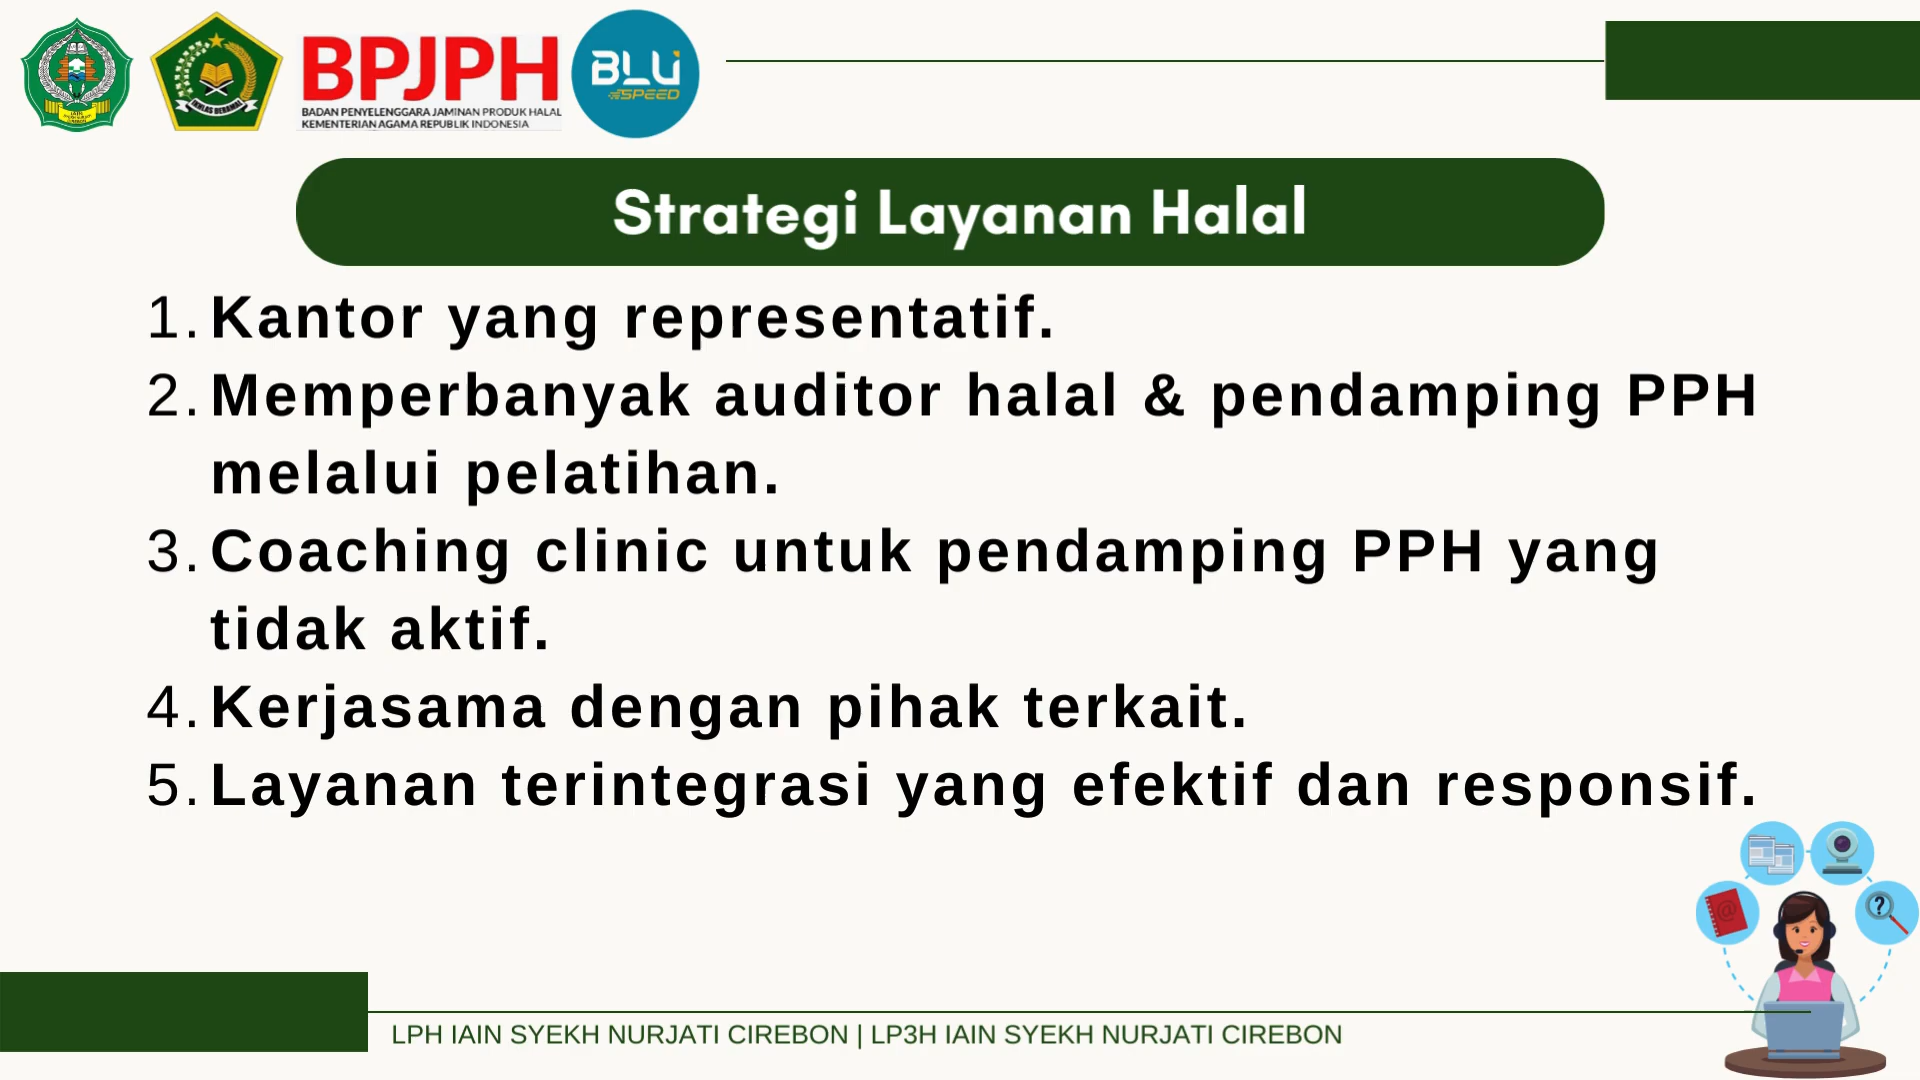 IKHLAS BERAMAL
BPJPH
BADAN PENYELENGGARA JAMINAN PRODUK HALAL
KEMENTERIAN AGAMA REPUBLIK INDONESIA
BLU
SPEED
Strategi Layanan Halal
1. Kantor yang representatif.
2. Memperbanyak auditor halal & pendamping PPH
melalui pelatihan.
3. Coaching clinic untuk pendamping PPH yang
tidak aktif.
4. Kerjasama dengan pihak terkait.
5. Layanan terintegrasi yang efektif dan responsif.
LPH IAIN SYEKH NURJATI CIREBON | LP3H IAIN SYEKH NURJATI CIREBON